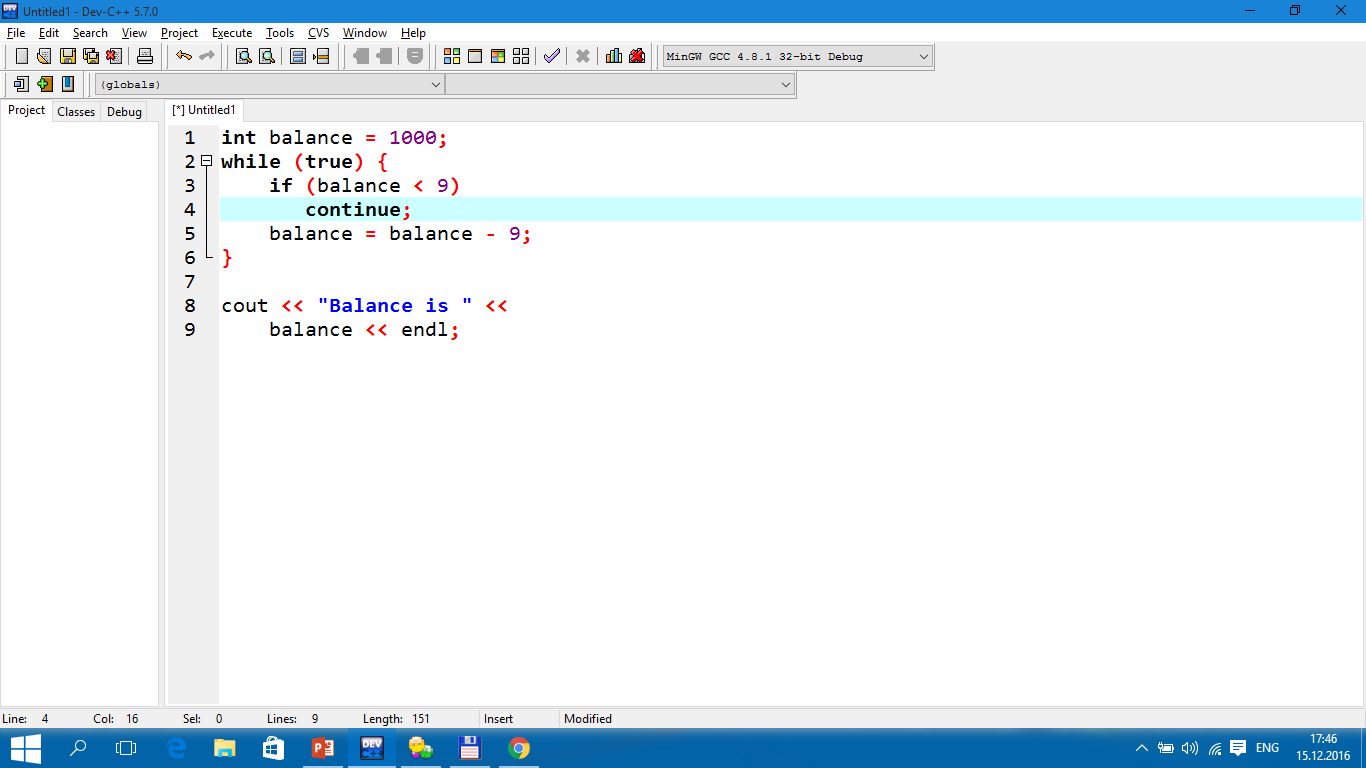 Untitled1 - Dev-C++ 5.7.0
File Edit Search View Project Execute Tools CVS Window Help
MinGW GCC 4.8.1 32-bit Debug
(globals)
Project Classes Debug [*] Untitled1
1 int balance = 1000;
2 while (true) {
3     if (balance < 9)
4        continue;
5     balance = balance - 9;
6 }
7
8 cout << "Balance is " <<
9     balance << endl;
Line: 4 Col: 16 Sel: 0 Lines: 9 Length: 151 Insert Modified
ENG 17:46
15.12.2016